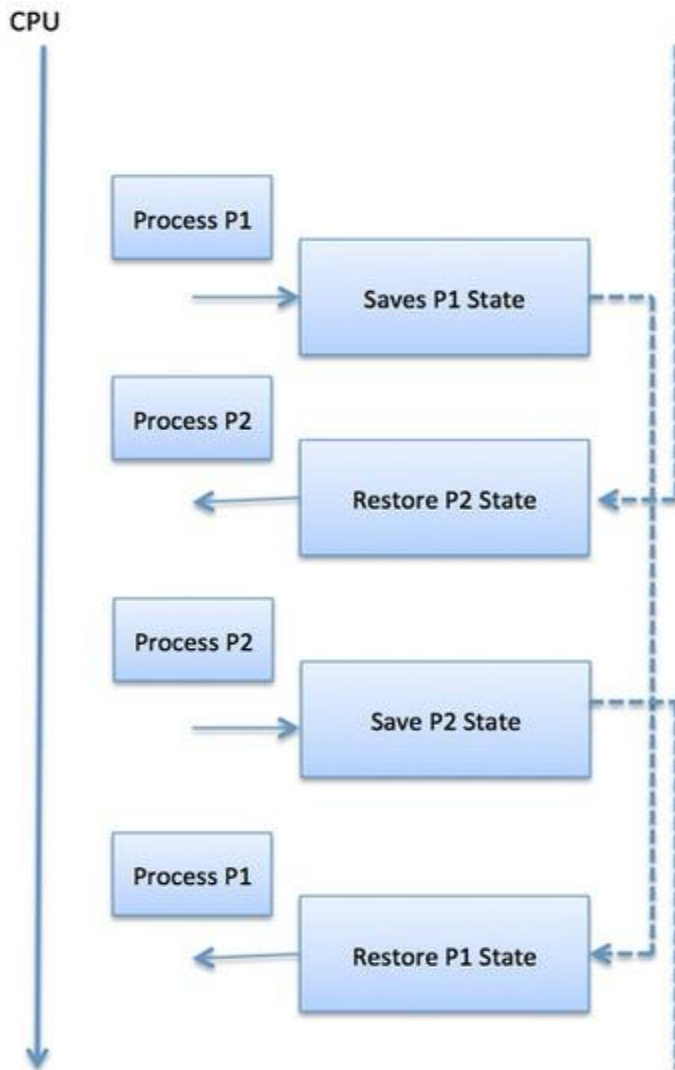 CPU
Process P1
Saves P1 State
Process P2
Restore P2 State
Process P2
Save P2 State
Process P1
Restore P1 State